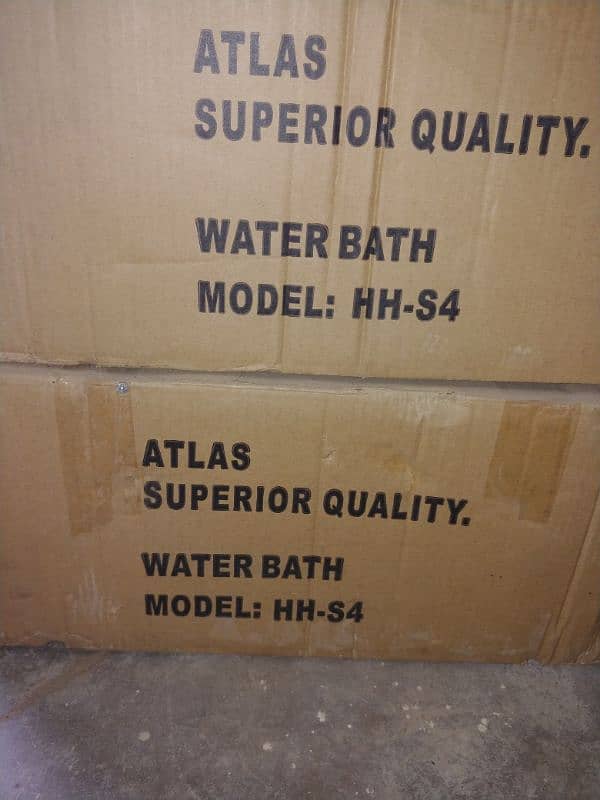 ATLAS
SUPERIOR QUALITY.
WATER BATH
MODEL: HH-S4
ATLAS
SUPERIOR QUALITY.
WATER BATH
MODEL: HH-S4